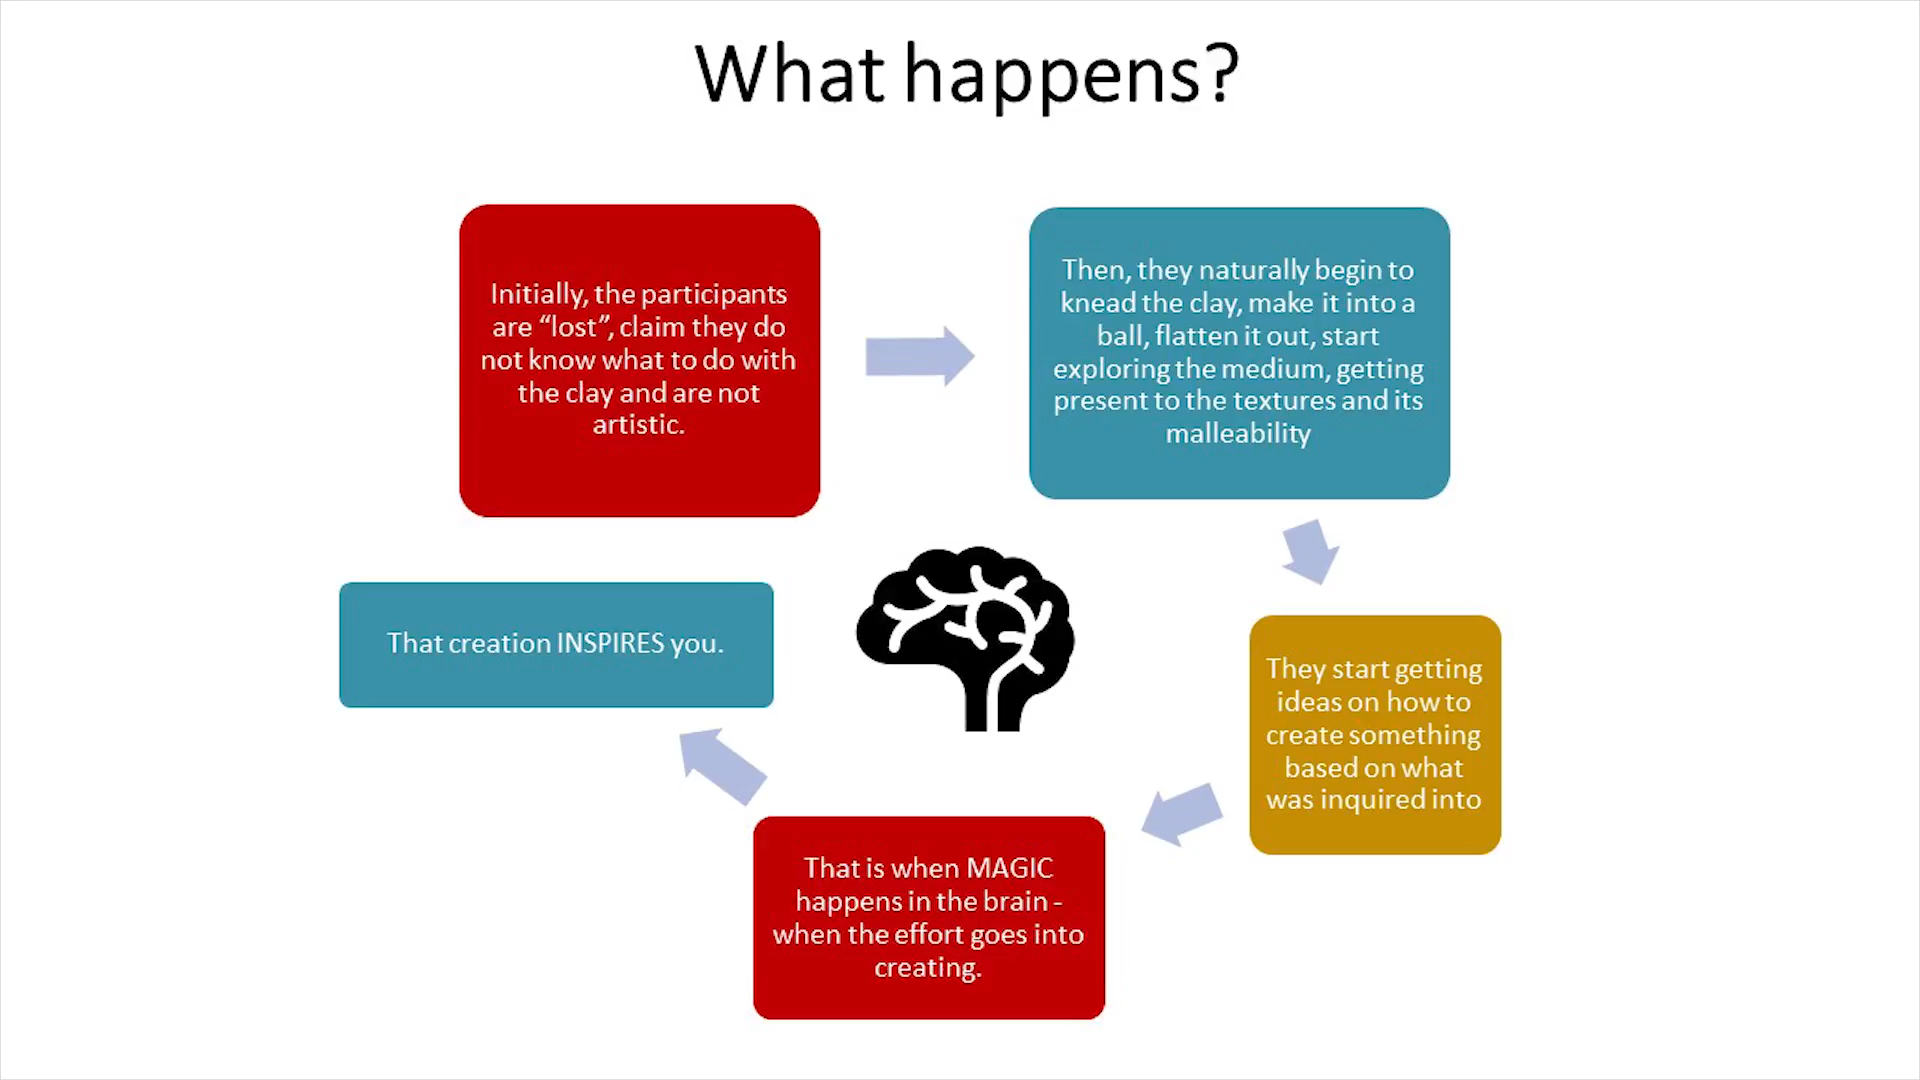 What happens?
Initially, the participants
are “lost”, claim they do
not know what to do with
the clay and are not
artistic.
Then, they naturally begin to
knead the clay, make it into a
ball, flatten it out, start
exploring the medium, getting
present to the textures and its
malleability
They start getting
ideas on how to
create something
based on what
was inquired into
That is when MAGIC
happens in the brain -
when the effort goes into
creating.
That creation INSPIRES you.